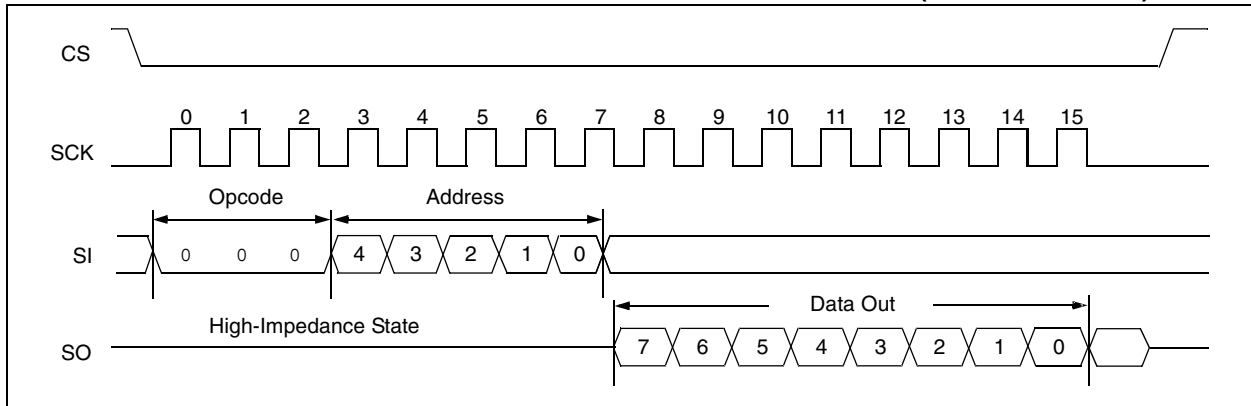 CS
0 1 2 3 4 5 6 7 8 9 10 11 12 13 14 15
SCK
Opcode Address
SI 0 0 0 4 3 2 1 0
Data Out
High-Impedance State
SO 7 6 5 4 3 2 1 0